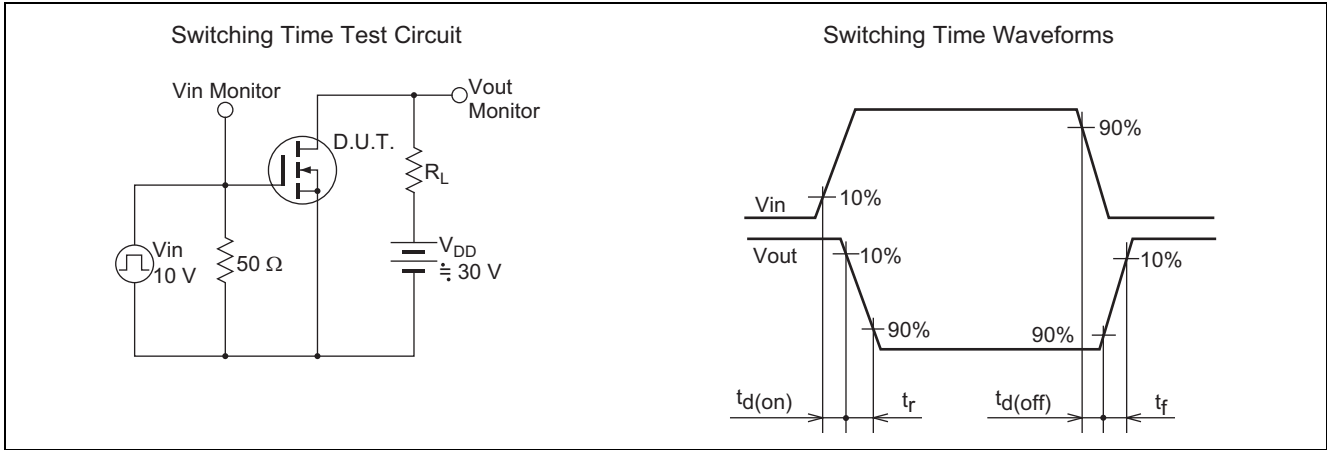 Switching Time Test Circuit
Vin Monitor
Vout
Monitor
D.U.T.
RL
Vin
10 V
50 Ω
VDD
≒ 30 V
Switching Time Waveforms
Vin
10%
90%
Vout
10%
90%
90%
10%
td(on)
tr
td(off)
tf